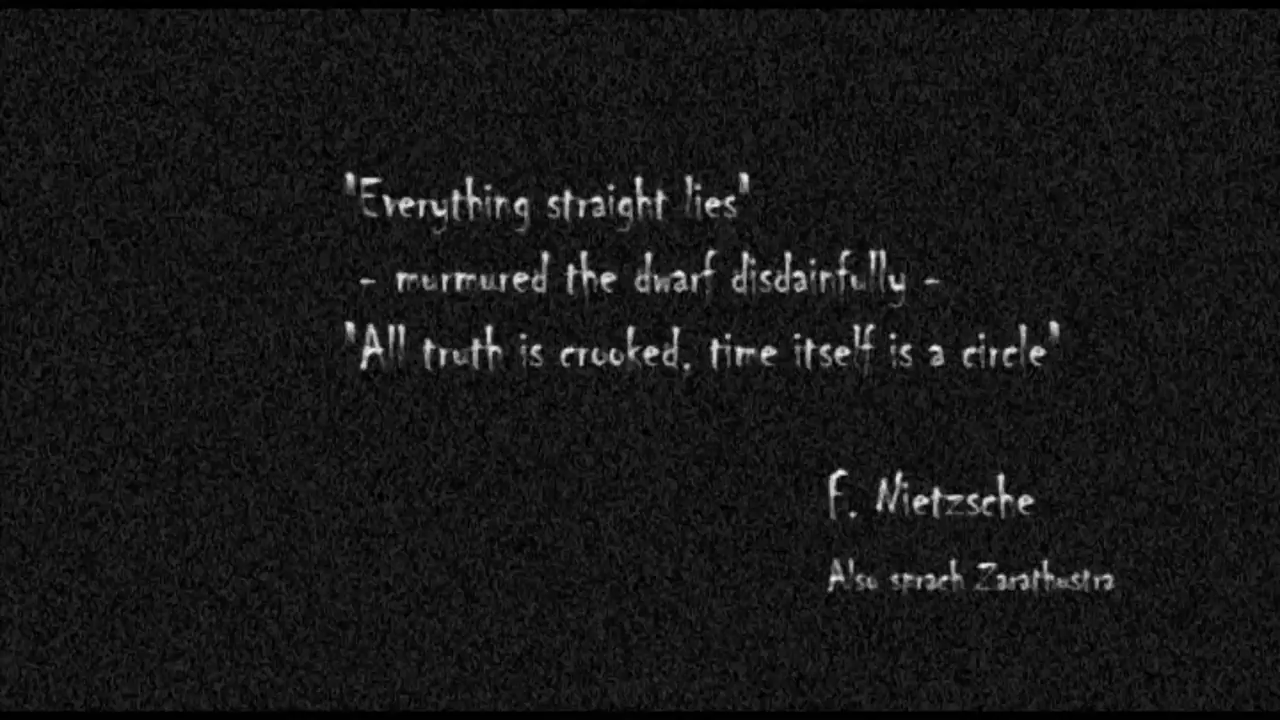 "Everything straight lies"
- murmured the dwarf disdainfully -
"All truth is crooked, time itself is a circle"
F. Nietzsche
Also sprach Zarathustra